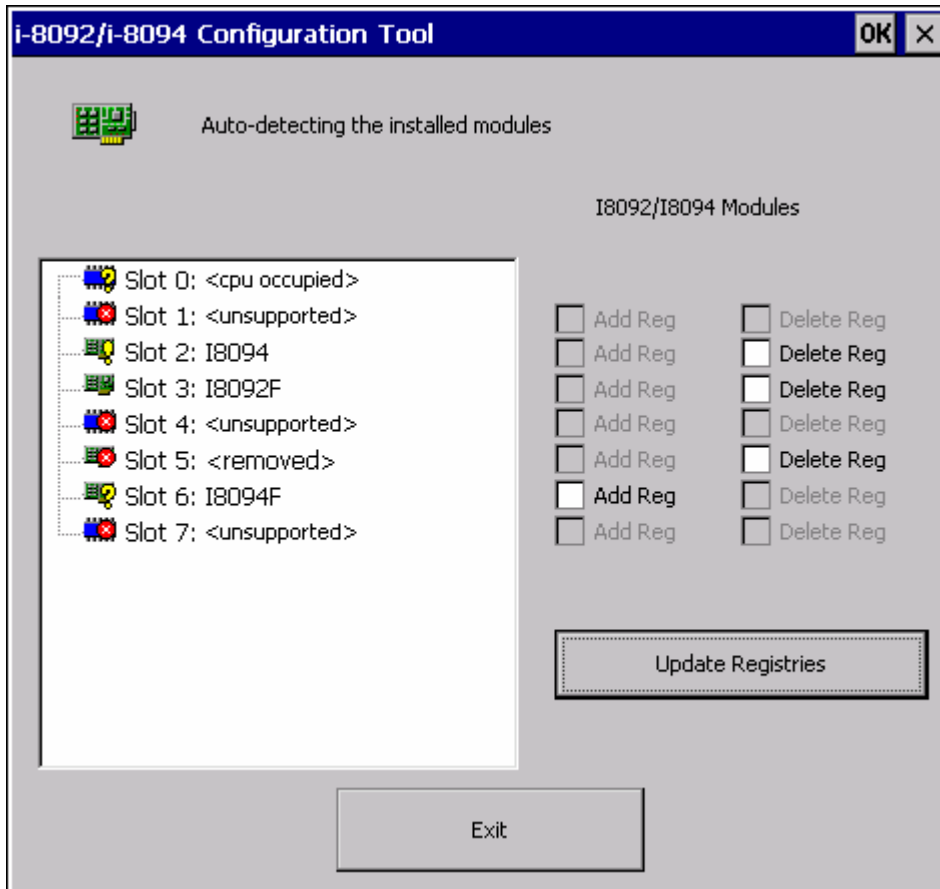 i-8092/i-8094 Configuration Tool OK ×
Auto-detecting the installed modules
I8092/I8094 Modules
Slot 0: <cpu occupied>
Slot 1: <unsupported>
Slot 2: I8094
Slot 3: I8092F
Slot 4: <unsupported>
Slot 5: <removed>
Slot 6: I8094F
Slot 7: <unsupported>
Add Reg Delete Reg
Add Reg Delete Reg
Add Reg Delete Reg
Add Reg Delete Reg
Add Reg Delete Reg
Add Reg Delete Reg
Add Reg Delete Reg
Update Registries
Exit